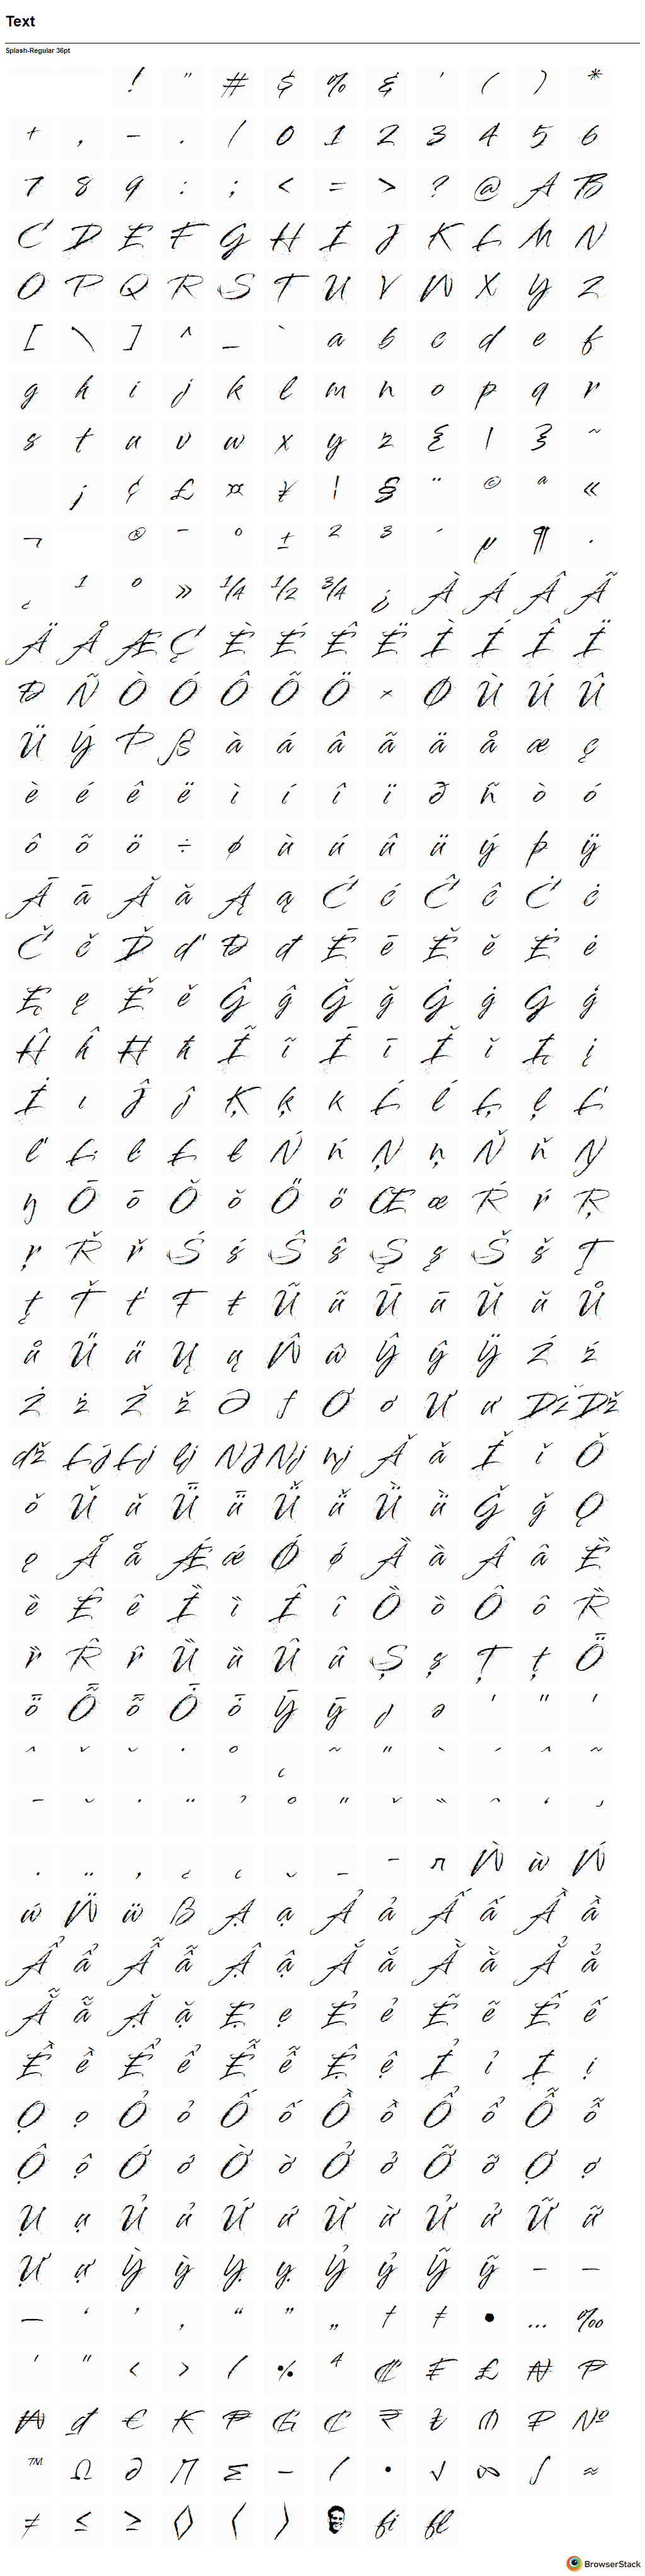 Text
Splash-Regular 36pt
! " # $ % & ' ( ) *
+ , - . / 0 1 2 3 4 5 6
7 8 9 : ; < = > ? @ A B
C D E F G H I J K L M N
O P Q R S T U V W X Y Z
[ \ ] ^ _ ` a b c d e f
g h i j k l m n o p q r
s t u v w x y z { | } ~
¡ ¢ £ ¤ ¥ ¦ § ¨ © ª «
¬ ® ¯ ° ± ² ³ ´ µ ¶ ·
¸ ¹ º » ¼ ½ ¾ ¿ À Á Â Ã
Ä Å Æ Ç È É Ê Ë Ì Í Î Ï
Ð Ñ Ò Ó Ô Õ Ö × Ø Ù Ú Û
Ü Ý Þ ß à á â ã ä å æ ç
è é ê ë ì í î ï ð ñ ò ó
ô õ ö ÷ ø ù ú û ü ý þ ÿ
Ā ā Ă ă Ą ą Ć ć Ĉ ĉ Ċ ċ
Č č Ď ď Đ đ Ē ē Ĕ ĕ Ė ė
Ę ę Ě ě Ĝ ĝ Ğ ğ Ġ ġ Ģ ģ
Ĥ ĥ Ħ ħ Ĩ ĩ Ī ī Ĭ ĭ Į į
İ ı Ĵ ĵ Ķ ķ ĸ Ĺ ĺ Ļ ļ Ľ
ľ Ŀ ŀ Ł ł Ń ń Ņ ņ Ň ň Ŋ
ŋ Ō ō Ŏ ŏ Ő ő Œ œ Ŕ ŕ Ŗ
ŗ Ř ř Ś ś Ŝ ŝ Ş ş Š š Ţ
ţ Ť ť Ŧ ŧ Ũ ũ Ū ū Ŭ ŭ Ů
ů Ű ű Ų ų Ŵ ŵ Ŷ ŷ Ÿ Ź ź
Ż ż Ž ž Ə ƒ Ơ ơ Ư ư Ǆ ǅ
ǆ Ǉ ǈ ǉ Ǌ ǋ ǌ Ǎ ǎ Ǐ ǐ Ǒ
ǒ Ǔ ǔ Ǖ ǖ Ǚ ǚ Ǜ ǜ Ǧ ǧ Ǫ
ǫ Ǻ ǻ Ǽ ǽ Ǿ ǿ Ȁ ȁ Ȃ ȃ Ȅ
ȅ Ȇ ȇ Ȉ ȉ Ȋ ȋ Ȍ ȍ Ȏ ȏ Ȑ
ȑ Ȓ ȓ Ȕ ȕ Ȗ ȗ Ș ș Ț ț Ȫ
ȫ Ȭ ȭ Ȱ ȱ Ȳ ȳ ȷ ə ʹ ʺ ʼ
ˆ ˇ ˘ ˙ ˚ ˛ ˜ ˝
π Ẁ ẁ Ẃ
ẃ Ẅ ẅ ẞ Ạ ạ Ả ả Ấ ấ Ầ ầ
Ẩ ẩ Ẫ ẫ Ậ ậ Ắ ắ Ằ ằ Ẳ ẳ
Ẵ ẵ Ặ ặ Ẹ ẹ Ẻ ẻ Ẽ ẽ Ế ế
Ề ề Ể ể Ễ ễ Ệ ệ Ỉ ỉ Ị ị
Ọ ọ Ỏ ỏ Ố ố Ồ ồ Ổ ổ Ỗ ỗ
Ộ ộ Ớ ớ Ờ ờ Ở ở Ỡ ỡ Ợ ợ
Ụ ụ Ủ ủ Ứ ứ Ừ ừ Ử ử Ữ ữ
Ự ự Ỳ ỳ Ỵ ỵ Ỷ ỷ Ỹ ỹ – —
― ‘ ’ ‚ “ ” „ † ‡ • … ‰
′ ″ ‹ › ⁄ ⁒ ⁴ ₡ ₣ ₤ ₦ ₱
₩ ₫ € ₭ ₱ ₲ ₵ ₹ ₺ ₼ ₽ №
™ Ω ∂ ∏ ∑ − ∕ ∙ √ ∞ ∫ ≈
≠ ≤ ≥ ◊ ⟨ ⟩ fi fl
BrowserStack